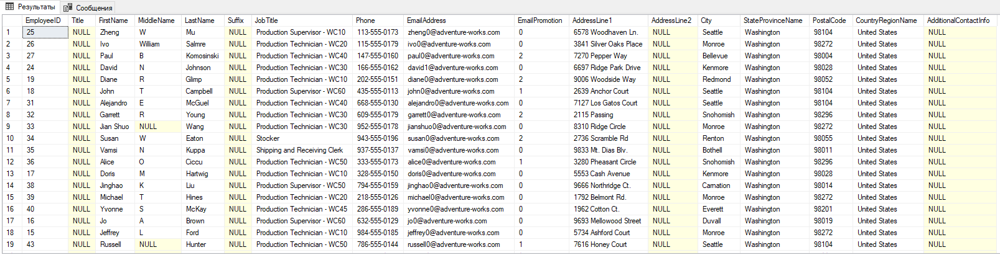 Результаты Сообщения
EmployeeID Title FirstName MiddleName LastName Suffix JobTitle Phone EmailAddress EmailPromotion AddressLine1 AddressLine2 City StateProvinceName PostalCode CountryRegionName AdditionalContactInfo
1 25 NULL Zheng W Mu NULL Production Supervisor - WC10 113-555-0173 zheng0@adventure-works.com 0 6578 Woodhaven Ln. NULL Seattle Washington 98104 United States NULL
2 26 NULL Ivo William Salmre NULL Production Technician - WC20 115-555-0179 ivo0@adventure-works.com 0 3841 Silver Oaks Place NULL Monroe Washington 98272 United States NULL
3 27 NULL Paul B Komosinski NULL Production Technician - WC40 147-555-0160 paul0@adventure-works.com 2 7270 Pepper Way NULL Bellevue Washington 98004 United States NULL
4 24 NULL David N Johnson NULL Production Technician - WC30 166-555-0162 david1@adventure-works.com 0 6697 Ridge Park Drive NULL Kenmore Washington 98028 United States NULL
5 19 NULL Diane R Glimp NULL Production Technician - WC10 202-555-0151 diane0@adventure-works.com 2 9006 Woodside Way NULL Redmond Washington 98052 United States NULL
6 18 NULL John T Campbell NULL Production Supervisor - WC60 435-555-0113 john0@adventure-works.com 1 2639 Anchor Court NULL Seattle Washington 98104 United States NULL
7 31 NULL Alejandro E McGuel NULL Production Technician - WC40 668-555-0130 alejandro0@adventure-works.com 0 7127 Los Gatos Court NULL Seattle Washington 98104 United States NULL
8 32 NULL Garrett R Young NULL Production Technician - WC30 609-555-0179 garrett0@adventure-works.com 2 2115 Passing NULL Snohomish Washington 98296 United States NULL
9 33 NULL Jian Shuo NULL Wang NULL Production Technician - WC30 952-555-0178 jianshuo0@adventure-works.com 0 8310 Ridge Circle NULL Monroe Washington 98272 United States NULL
10 34 NULL Susan W Eaton NULL Stocker 943-555-0196 susan0@adventure-works.com 2 2736 Scramble Rd NULL Renton Washington 98055 United States NULL
11 35 NULL Vamsi N Kuppa NULL Shipping and Receiving Clerk 937-555-0137 vamsi0@adventure-works.com 0 9833 Mt. Dias Blv. NULL Bothell Washington 98011 United States NULL
12 36 NULL Alice O Ciccu NULL Production Technician - WC50 333-555-0173 alice0@adventure-works.com 1 3280 Pheasant Circle NULL Snohomish Washington 98296 United States NULL
13 17 NULL Doris M Hartwig NULL Production Technician - WC10 328-555-0150 doris0@adventure-works.com 0 5553 Cash Avenue NULL Kenmore Washington 98028 United States NULL
14 38 NULL Jinghao K Liu NULL Production Supervisor - WC50 794-555-0159 jinghao0@adventure-works.com 0 9666 Northridge Ct. NULL Carnation Washington 98014 United States NULL
15 39 NULL Michael T Hines NULL Production Technician - WC20 218-555-0126 michael0@adventure-works.com 0 1792 Belmont Rd. NULL Monroe Washington 98272 United States NULL
16 40 NULL Yvonne S McKay NULL Production Technician - WC45 286-555-0189 yvonne0@adventure-works.com 0 1962 Cotton Ct. NULL Everett Washington 98201 United States NULL
17 16 NULL Jo A Brown NULL Production Supervisor - WC60 632-555-0129 jo0@adventure-works.com 0 9693 Mellowood Street NULL Duvall Washington 98019 United States NULL
18 15 NULL Jeffrey L Ford NULL Production Technician - WC10 984-555-0185 jeffrey0@adventure-works.com 0 5734 Ashford Court NULL Monroe Washington 98272 United States NULL
19 43 NULL Russell NULL Hunter NULL Production Technician - WC50 786-555-0144 russell0@adventure-works.com 1 7616 Honey Court NULL Seattle Washington 98104 United States NULL